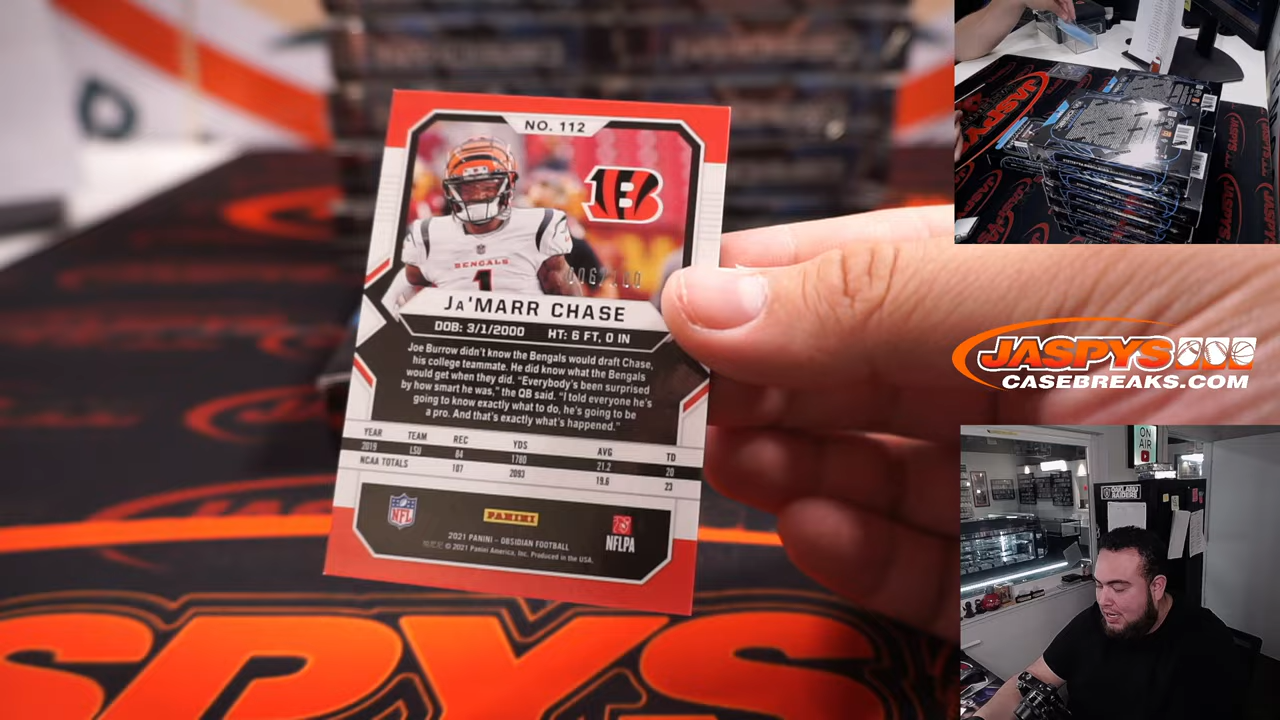 NO. 112
BENGALS
1
JA'MARR CHASE
DOB: 3/1/2000 HT: 6 FT, 0 IN
Joe Burrow didn't know the Bengals would draft Chase,
his college teammate. He did know what the Bengals
would get when they did. "Everybody's been surprised
by how smart he was," the QB said. "I told everyone he's
going to know exactly what to do, he's going to be
a pro. And that's exactly what's happened."
YEAR TEAM REC YDS AVG TD
2019 LSU 84 1780 21.2 20
NCAA TOTALS 107 2093 19.6 23
NFL
PANINI
NFLPA
2021 PANINI – OBSIDIAN FOOTBALL
© 2021 Panini America, Inc. Produced in the USA.
JASPYS
JASPYS
CASEBREAKS.COM
ON
AIR
OAKLAND
RAIDERS
JASPYS